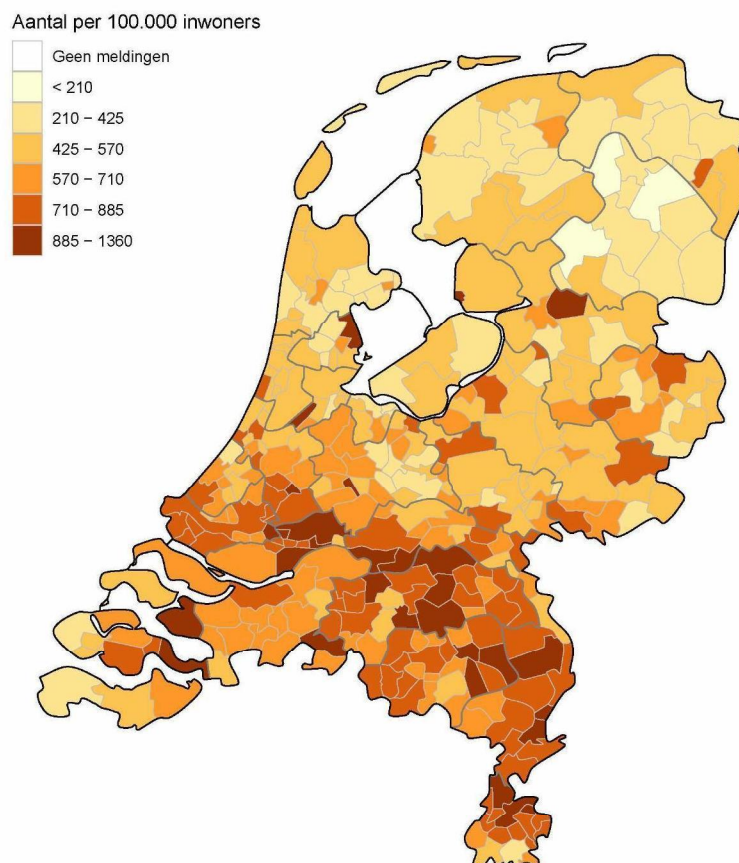 Aantal per 100.000 inwoners
Geen meldingen
< 210
210 – 425
425 – 570
570 – 710
710 – 885
885 – 1360